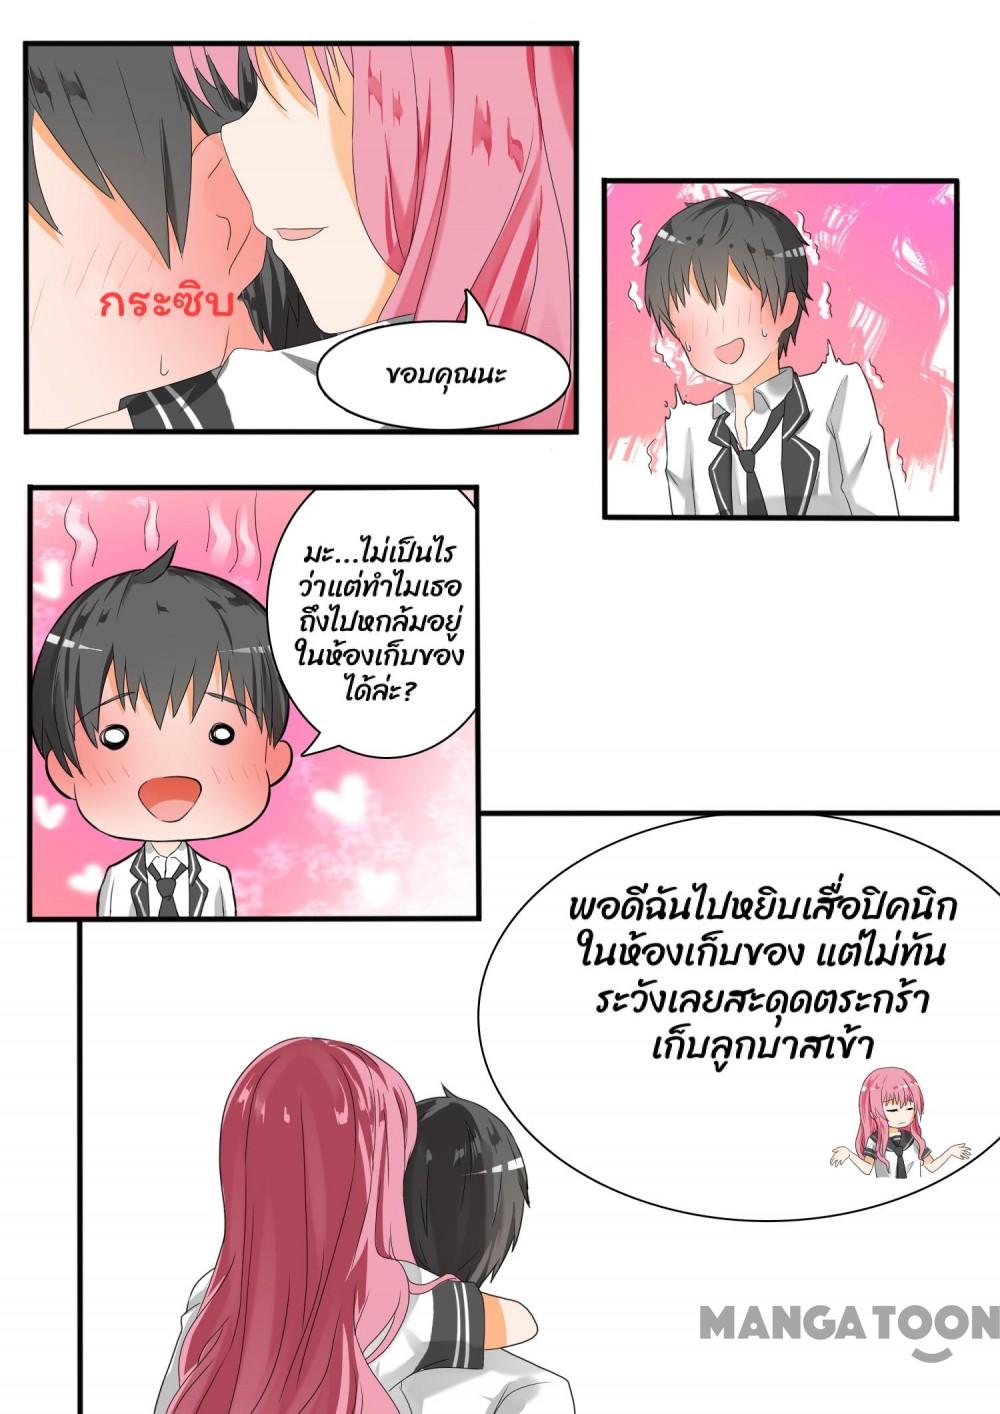 กระซิบ
ขอบคุณนะ
มะ...ไม่เป็นไร
ว่าแต่ทำไมเธอ
ถึงไปหกล้มอยู่
ในห้องเก็บของ
ได้ล่ะ?
พอดีฉันไปหยิบเสื่อปิคนิก
ในห้องเก็บของ แต่ไม่ทัน
ระวังเลยสะดุดตระกร้า
เก็บลูกบาสเข้า
MANGATOON